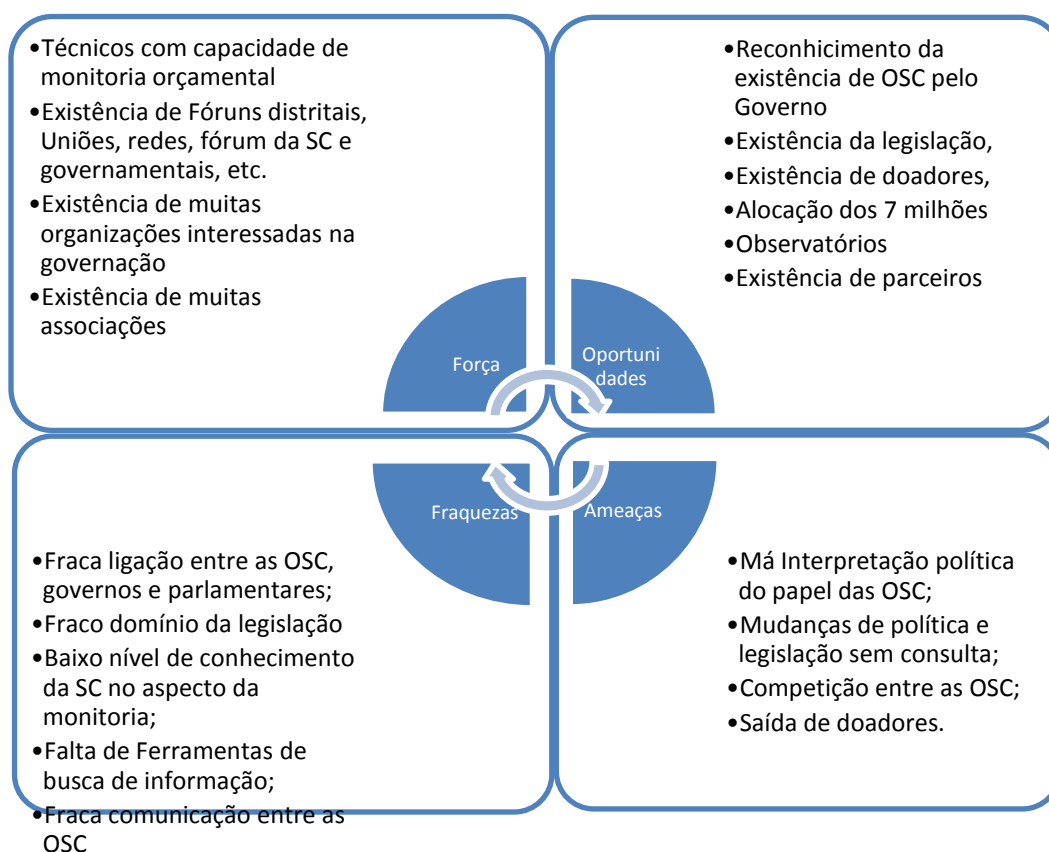 •Técnicos com capacidade de
monitoria orçamental
•Existência de Fóruns distritais,
Uniões, redes, fórum da SC e
governamentais, etc.
•Existência de muitas
organizações interessadas na
governação
•Existência de muitas
associações
•Reconhicimento da
existência de OSC pelo
Governo
•Existência da legislação,
•Existência de doadores,
•Alocação dos 7 milhões
•Observatórios
•Existência de parceiros
Força
Oportuni
dades
Fraquezas
Ameaças
•Fraca ligação entre as OSC,
governos e parlamentares;
•Fraco domínio da legislação
•Baixo nível de conhecimento
da SC no aspecto da
monitoria;
•Falta de Ferramentas de
busca de informação;
•Fraca comunicação entre as
OSC
•Má Interpretação política
do papel das OSC;
•Mudanças de política e
legislação sem consulta;
•Competição entre as OSC;
•Saída de doadores.